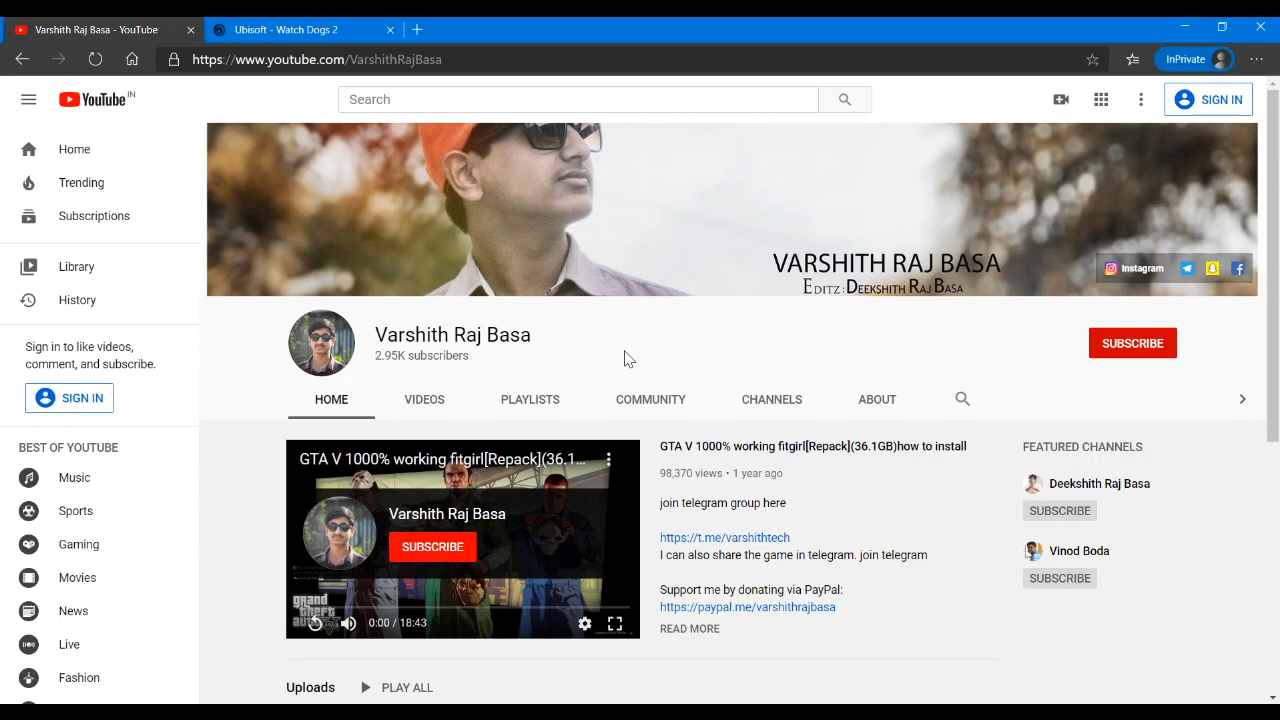 Varshith Raj Basa - YouTube
Ubisoft - Watch Dogs 2
https://www.youtube.com/VarshithRajBasa
InPrivate
YouTube IN
Search
SIGN IN
Home
Trending
Subscriptions
Library
History
Sign in to like videos,
comment, and subscribe.
SIGN IN
BEST OF YOUTUBE
Music
Sports
Gaming
Movies
News
Live
Fashion
VARSHITH RAJ BASA
EDITZ : DEEKSHITH RAJ BASA
Instagram
Varshith Raj Basa
2.95K subscribers
SUBSCRIBE
HOME
VIDEOS
PLAYLISTS
COMMUNITY
CHANNELS
ABOUT
GTA V 1000% working fitgirl[Repack](36.1...
Varshith Raj Basa
SUBSCRIBE
grand
theft
0:00 / 18:43
GTA V 1000% working fitgirl[Repack](36.1GB)how to install
98,370 views • 1 year ago
join telegram group here
https://t.me/varshithtech
I can also share the game in telegram. join telegram
Support me by donating via PayPal:
https://paypal.me/varshithrajbasa
READ MORE
FEATURED CHANNELS
Deekshith Raj Basa
SUBSCRIBE
Vinod Boda
SUBSCRIBE
Uploads
PLAY ALL